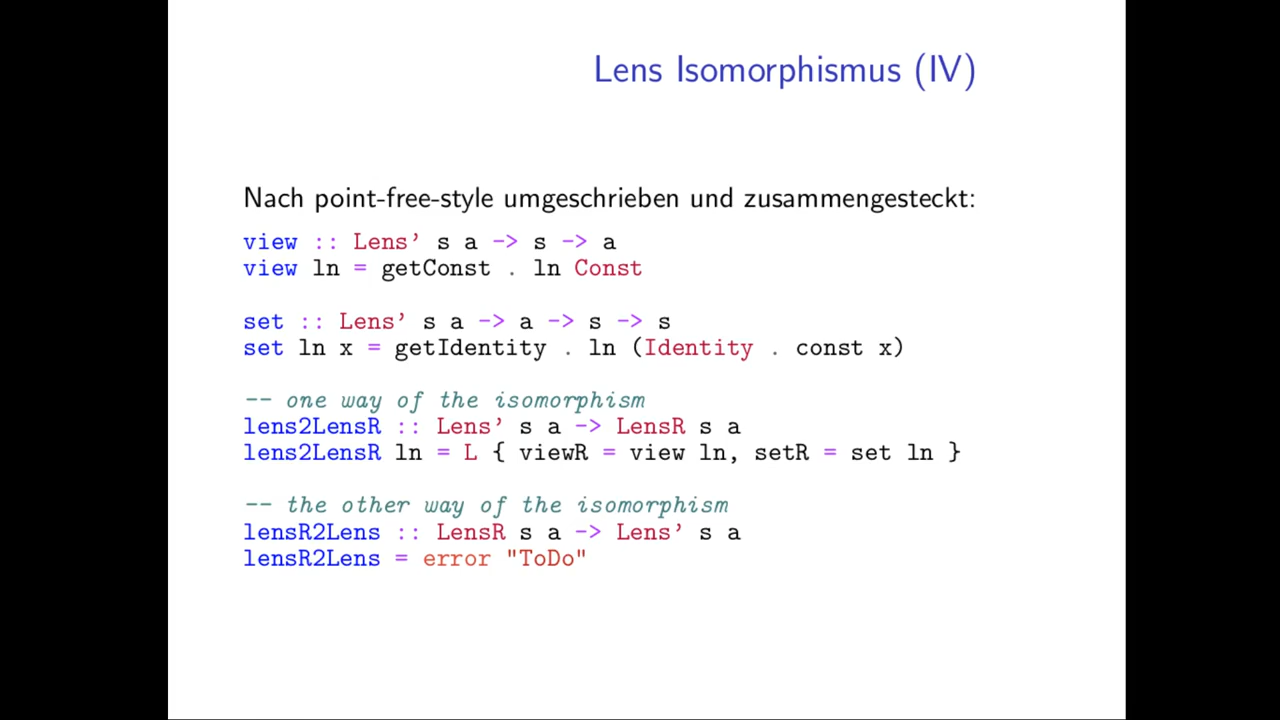 Lens Isomorphismus (IV)
Nach point-free-style umgeschrieben und zusammengesteckt:
view :: Lens' s a -> s -> a
view ln = getConst . ln Const
set :: Lens' s a -> a -> s -> s
set ln x = getIdentity . ln (Identity . const x)
-- one way of the isomorphism
lens2LensR :: Lens' s a -> LensR s a
lens2LensR ln = L { viewR = view ln, setR = set ln }
-- the other way of the isomorphism
lensR2Lens :: LensR s a -> Lens' s a
lensR2Lens = error "ToDo"